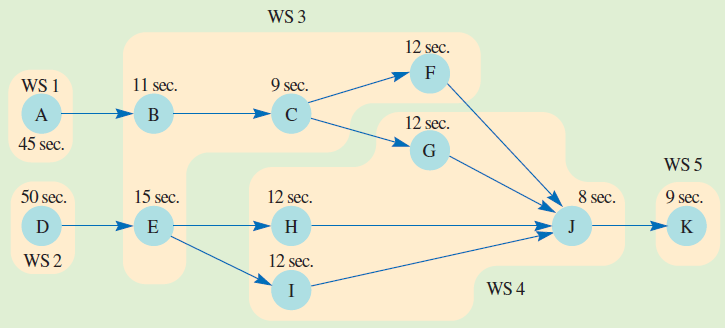 WS 3
12 sec.
F
WS 1
11 sec.
9 sec.
A
B
C
45 sec.
12 sec.
G
WS 5
50 sec.
15 sec.
12 sec.
8 sec.
9 sec.
D
E
H
J
K
WS 2
12 sec.
I
WS 4